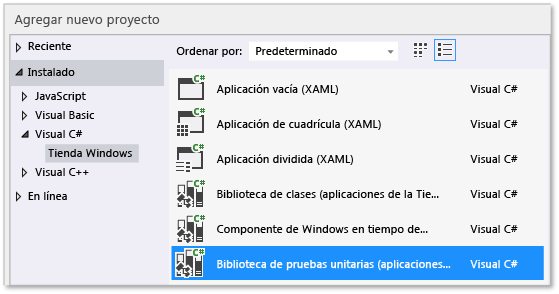 Agregar nuevo proyecto
Reciente
Instalado
JavaScript
Visual Basic
Visual C#
Tienda Windows
Visual C++
En línea
Ordenar por: Predeterminado
C# Aplicación vacía (XAML) Visual C#
C# Aplicación de cuadrícula (XAML) Visual C#
C# Aplicación dividida (XAML) Visual C#
C# Biblioteca de clases (aplicaciones de la Tie... Visual C#
C# Componente de Windows en tiempo de... Visual C#
C# Biblioteca de pruebas unitarias (aplicaciones... Visual C#